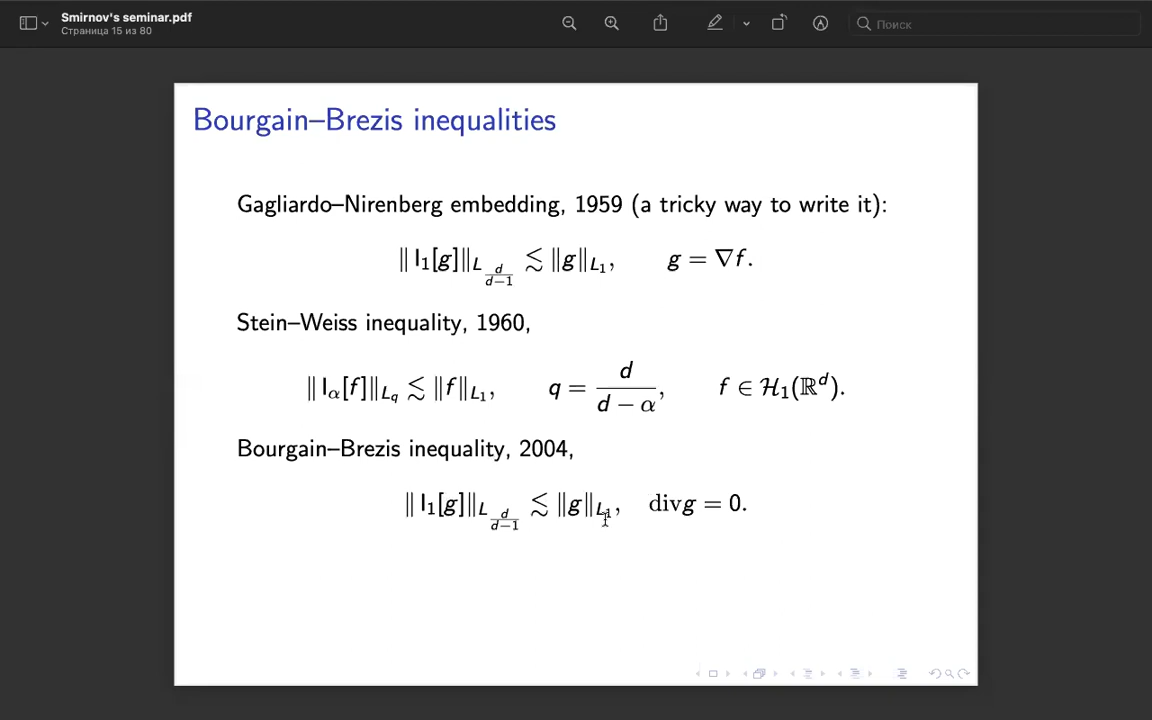 Smirnov's seminar.pdf
Страница 15 из 80
Поиск
Bourgain–Brezis inequalities
Gagliardo–Nirenberg embedding, 1959 (a tricky way to write it):
‖ I₁[g]‖_{L_{d/(d−1)}} ≲ ‖g‖_{L₁}, g = ∇f.
Stein–Weiss inequality, 1960,
‖ I_α[f]‖_{L_q} ≲ ‖f‖_{L₁}, q = d/(d − α), f ∈ ℋ₁(ℝ^d).
Bourgain–Brezis inequality, 2004,
‖ I₁[g]‖_{L_{d/(d−1)}} ≲ ‖g‖_{L₁}, divg = 0.